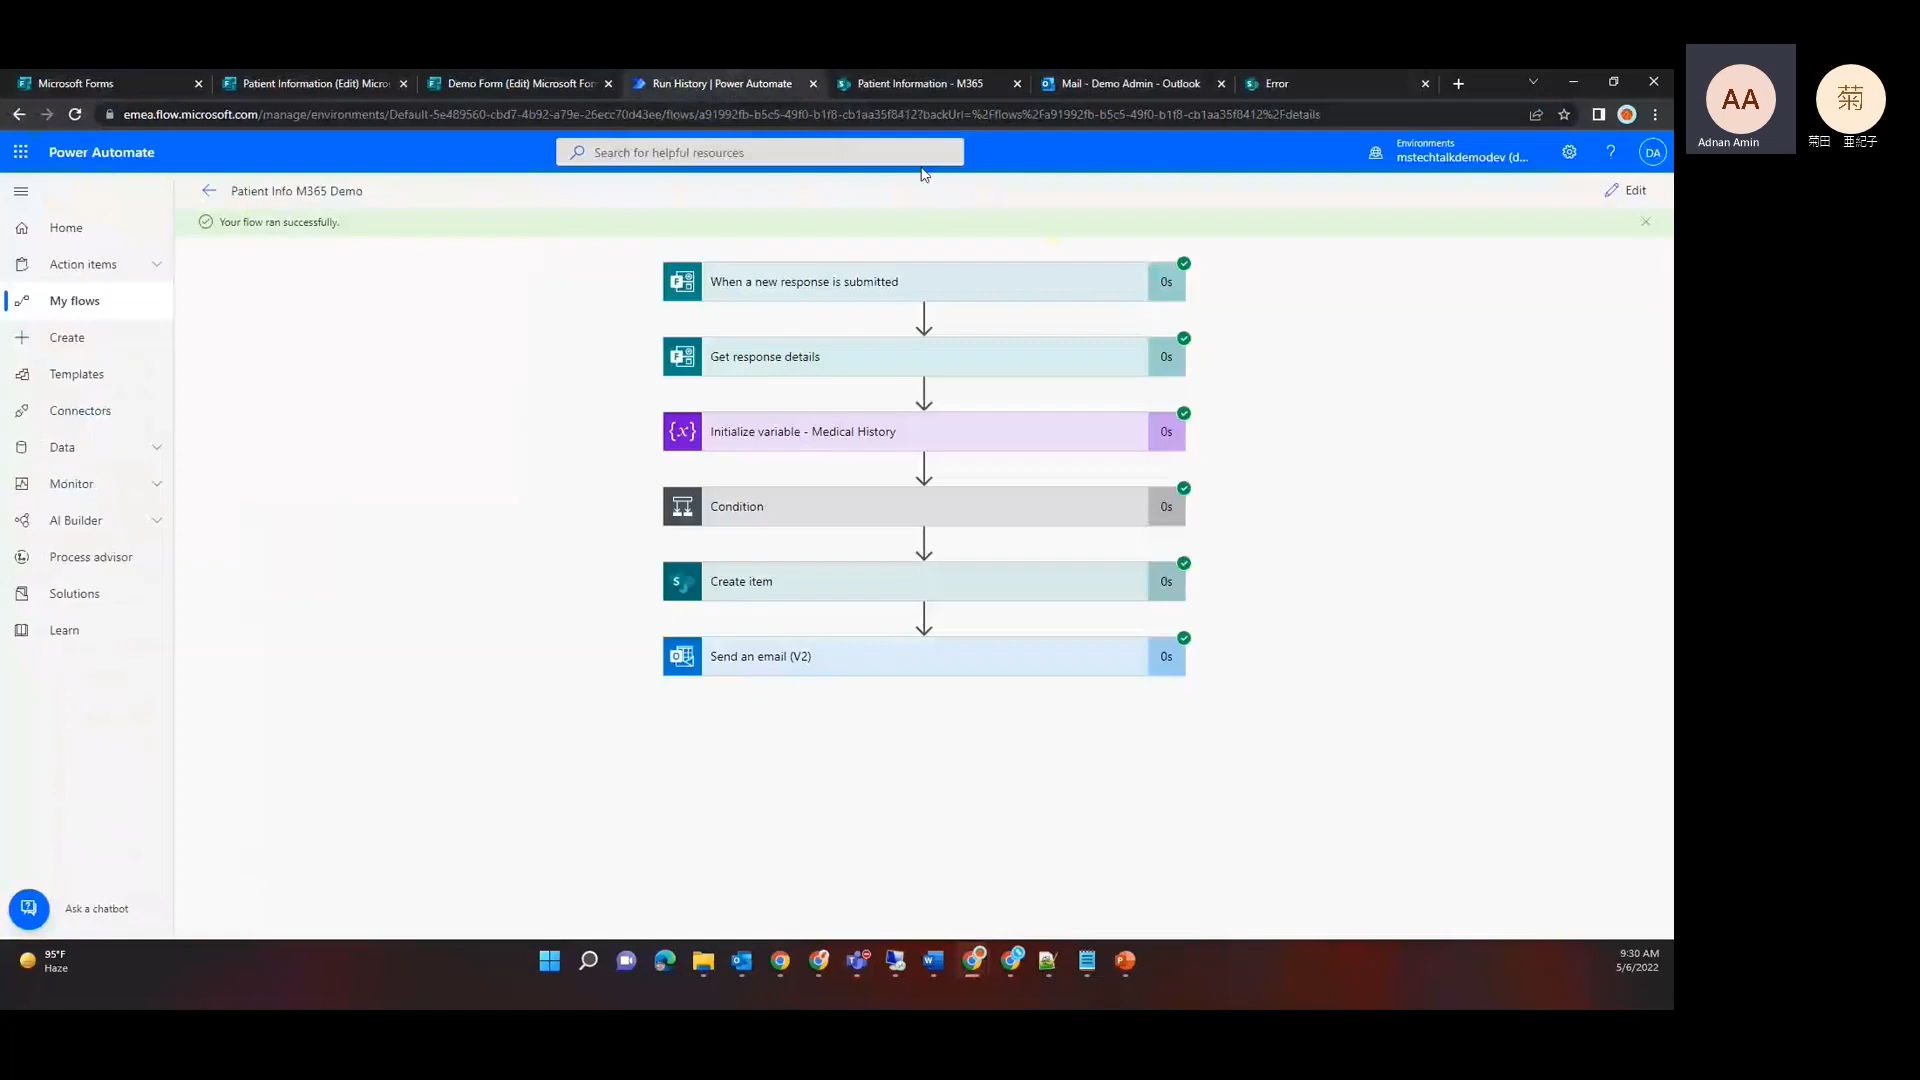 Microsoft Forms
Patient Information (Edit) Micro
Demo Form (Edit) Microsoft For
Run History | Power Automate
Patient Information - M365
Mail - Demo Admin - Outlook
Error
emea.flow.microsoft.com/manage/environments/Default-5e489560-cbd7-4b92-a79e-26ecc70d43ee/flows/a91992fb-b5c5-49f0-b1f8-cb1aa35f8412?backUrl=%2Fflows%2Fa91992fb-b5c5-49f0-b1f8-cb1aa35f8412%2Fdetails
Power Automate
Search for helpful resources
Environments
mstechtalkdemodev (d...
?
DA
Patient Info M365 Demo
Edit
Your flow ran successfully.
Home
Action items
My flows
Create
Templates
Connectors
Data
Monitor
AI Builder
Process advisor
Solutions
Learn
Ask a chatbot
When a new response is submitted
0s
Get response details
0s
{x}
Initialize variable - Medical History
0s
Condition
0s
Create item
0s
Send an email (V2)
0s
95°F
Haze
9:30 AM
5/6/2022
AA
Adnan Amin
菊
菊田 亜紀子